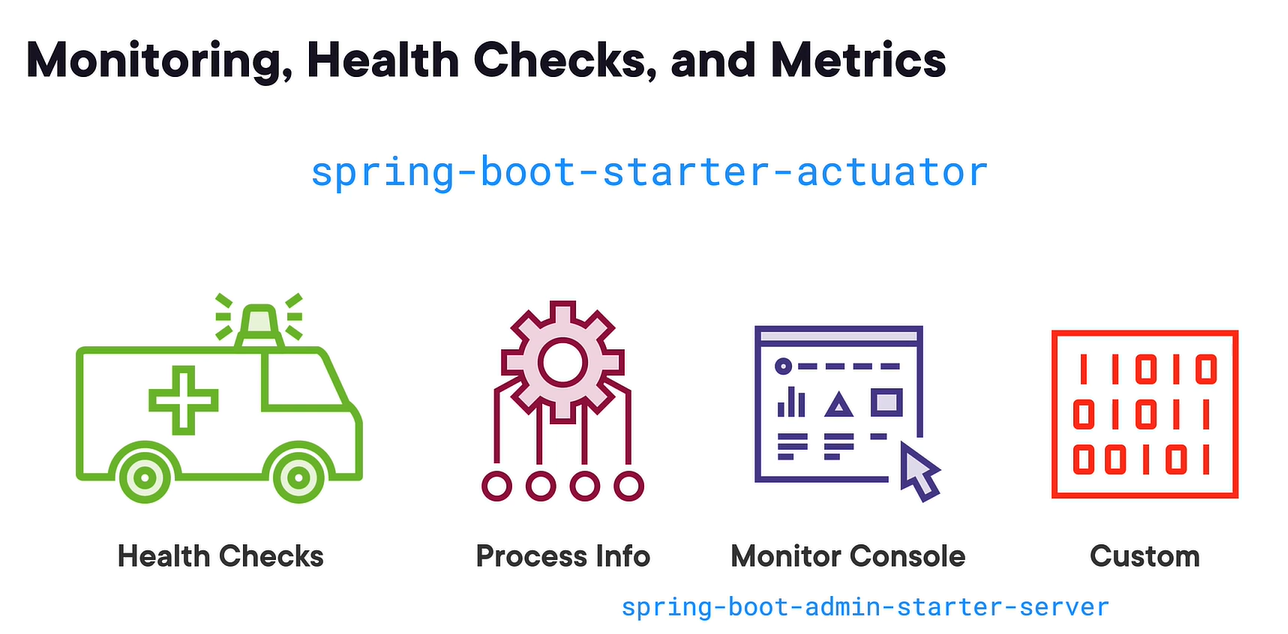 Monitoring, Health Checks, and Metrics
spring-boot-starter-actuator
11010
01011
00101
Health Checks
Process Info
Monitor Console
Custom
spring-boot-admin-starter-server